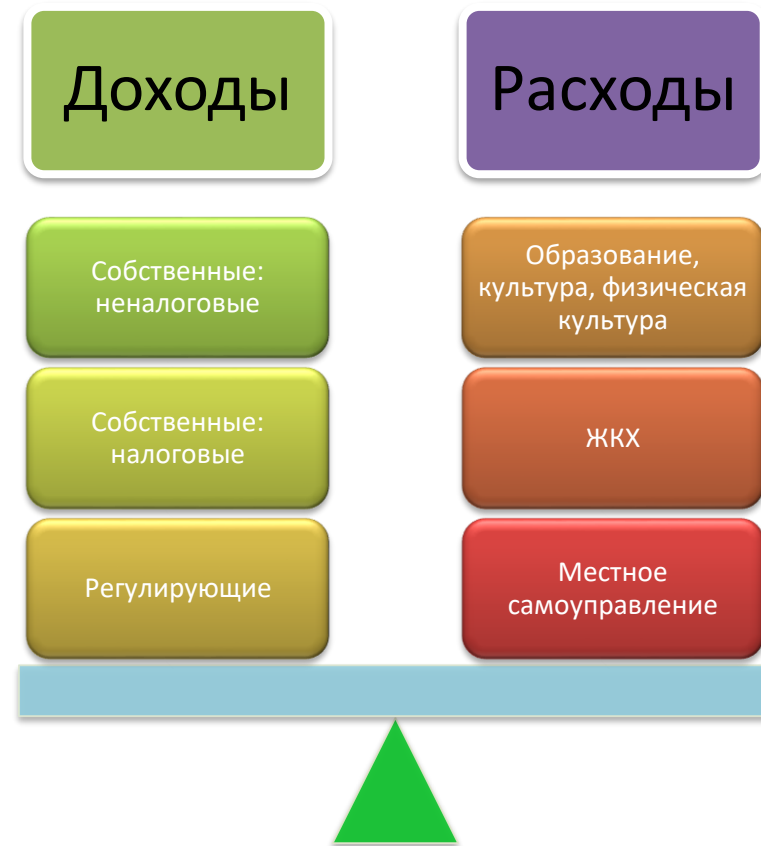 Доходы
Расходы
Собственные:
неналоговые
Собственные:
налоговые
Регулирующие
Образование,
культура, физическая
культура
ЖКХ
Местное
самоуправление